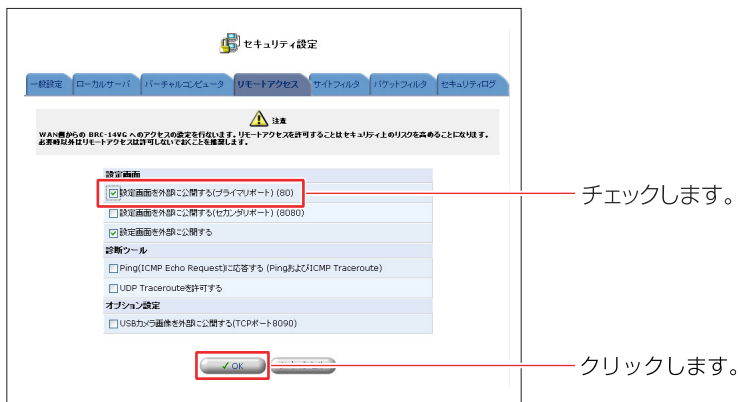 セキュリティ設定
一般設定 ローカルサーバ バーチャルコンピュータ リモートアクセス サイトフィルタ パケットフィルタ セキュリティログ
注意
WAN側からの BRC-14VG へのアクセスの設定を行ないます。リモートアクセスを許可することはセキュリティ上のリスクを高めることになります。
必要時以外はリモートアクセスは許可しないでおくことを推奨します。
設定画面
設定画面を外部に公開する(プライマリポート) (80)
チェックします。
設定画面を外部に公開する(セカンダリポート) (8080)
設定画面を外部に公開する
診断ツール
Ping(ICMP Echo Request)に応答する (PingおよびICMP Traceroute)
UDP Tracerouteを許可する
オプション設定
USBカメラ画像を外部に公開する(TCPポート8090)
OK
クリックします。